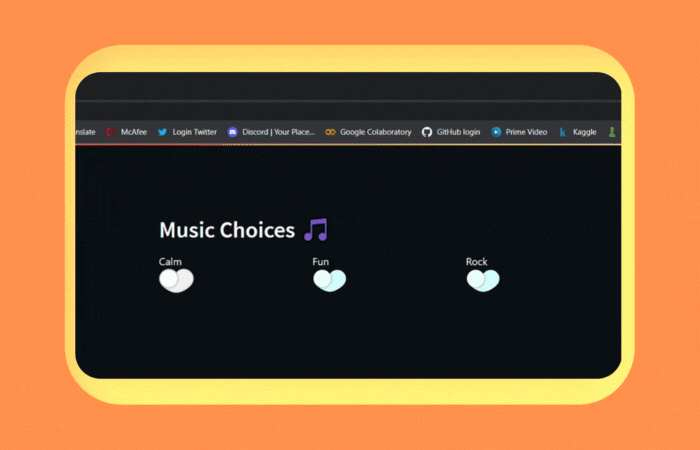 nslate McAfee Login Twitter Discord | Your Place... Google Colaboratory GitHub login Prime Video Kaggle
Music Choices
Calm Fun Rock